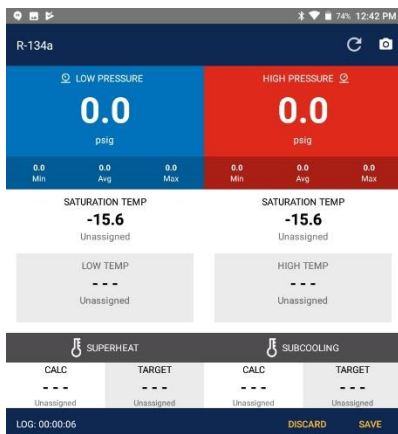 74% 12:42 PM
R-134a
LOW PRESSURE HIGH PRESSURE
0.0 0.0
psig psig
0.0 0.0 0.0 0.0 0.0 0.0
Min Avg Max Min Avg Max
SATURATION TEMP SATURATION TEMP
-15.6 -15.6
Unassigned Unassigned
LOW TEMP HIGH TEMP
- - - - - -
Unassigned Unassigned
SUPERHEAT SUBCOOLING
CALC TARGET CALC TARGET
- - - - - - - - - - - -
Unassigned Unassigned Unassigned Unassigned
LOG: 00:00:06 DISCARD SAVE